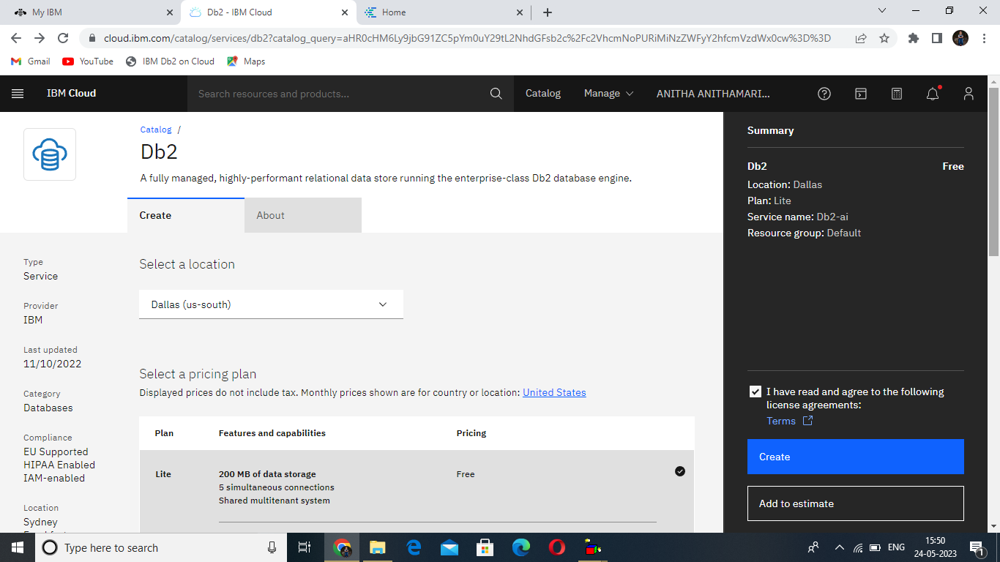 My IBM
Db2 - IBM Cloud
Home
cloud.ibm.com/catalog/services/db2?catalog_query=aHR0cHM6Ly9jbG91ZC5pYm0uY29tL2NhdGFsb2c%2Fc2VhcmNoPURiMiNzZWFyY2hfcmVzdWx0cw%3D%3D
Gmail
YouTube
IBM Db2 on Cloud
Maps
IBM Cloud
Search resources and products...
Catalog
Manage
ANITHA ANITHAMARI...
Catalog /
Db2
A fully managed, highly-performant relational data store running the enterprise-class Db2 database engine.
Create
About
Type
Service
Provider
IBM
Last updated
11/10/2022
Category
Databases
Compliance
EU Supported
HIPAA Enabled
IAM-enabled
Location
Sydney
Select a location
Dallas (us-south)
Select a pricing plan
Displayed prices do not include tax. Monthly prices shown are for country or location: United States
Plan Features and capabilities Pricing
Lite 200 MB of data storage Free
5 simultaneous connections
Shared multitenant system
Summary
Db2 Free
Location: Dallas
Plan: Lite
Service name: Db2-ai
Resource group: Default
I have read and agree to the following
license agreements:
Terms
Create
Add to estimate
Type here to search
ENG
15:50
24-05-2023
1